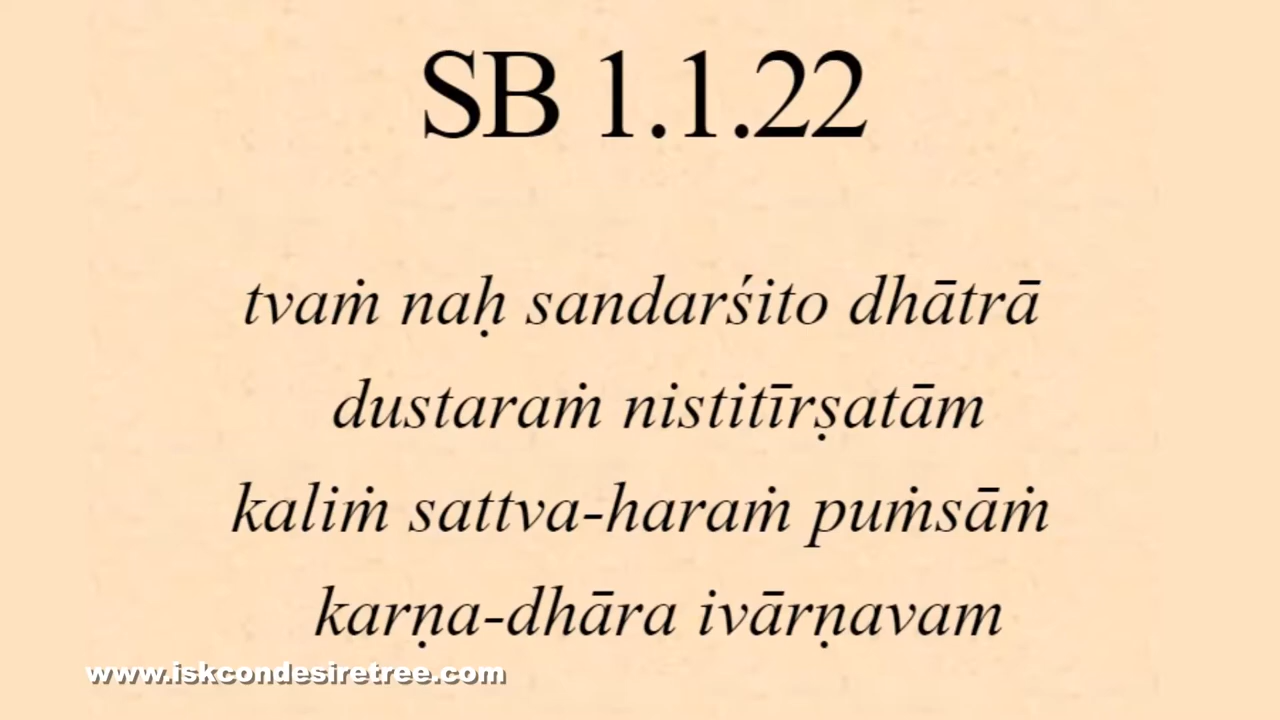 SB 1.1.22
tvaṁ naḥ sandarśito dhātrā
dustaraṁ nistitīrṣatām
kaliṁ sattva-haraṁ puṁsāṁ
karṇa-dhāra ivārṇavam
www.iskcondesiretree.com